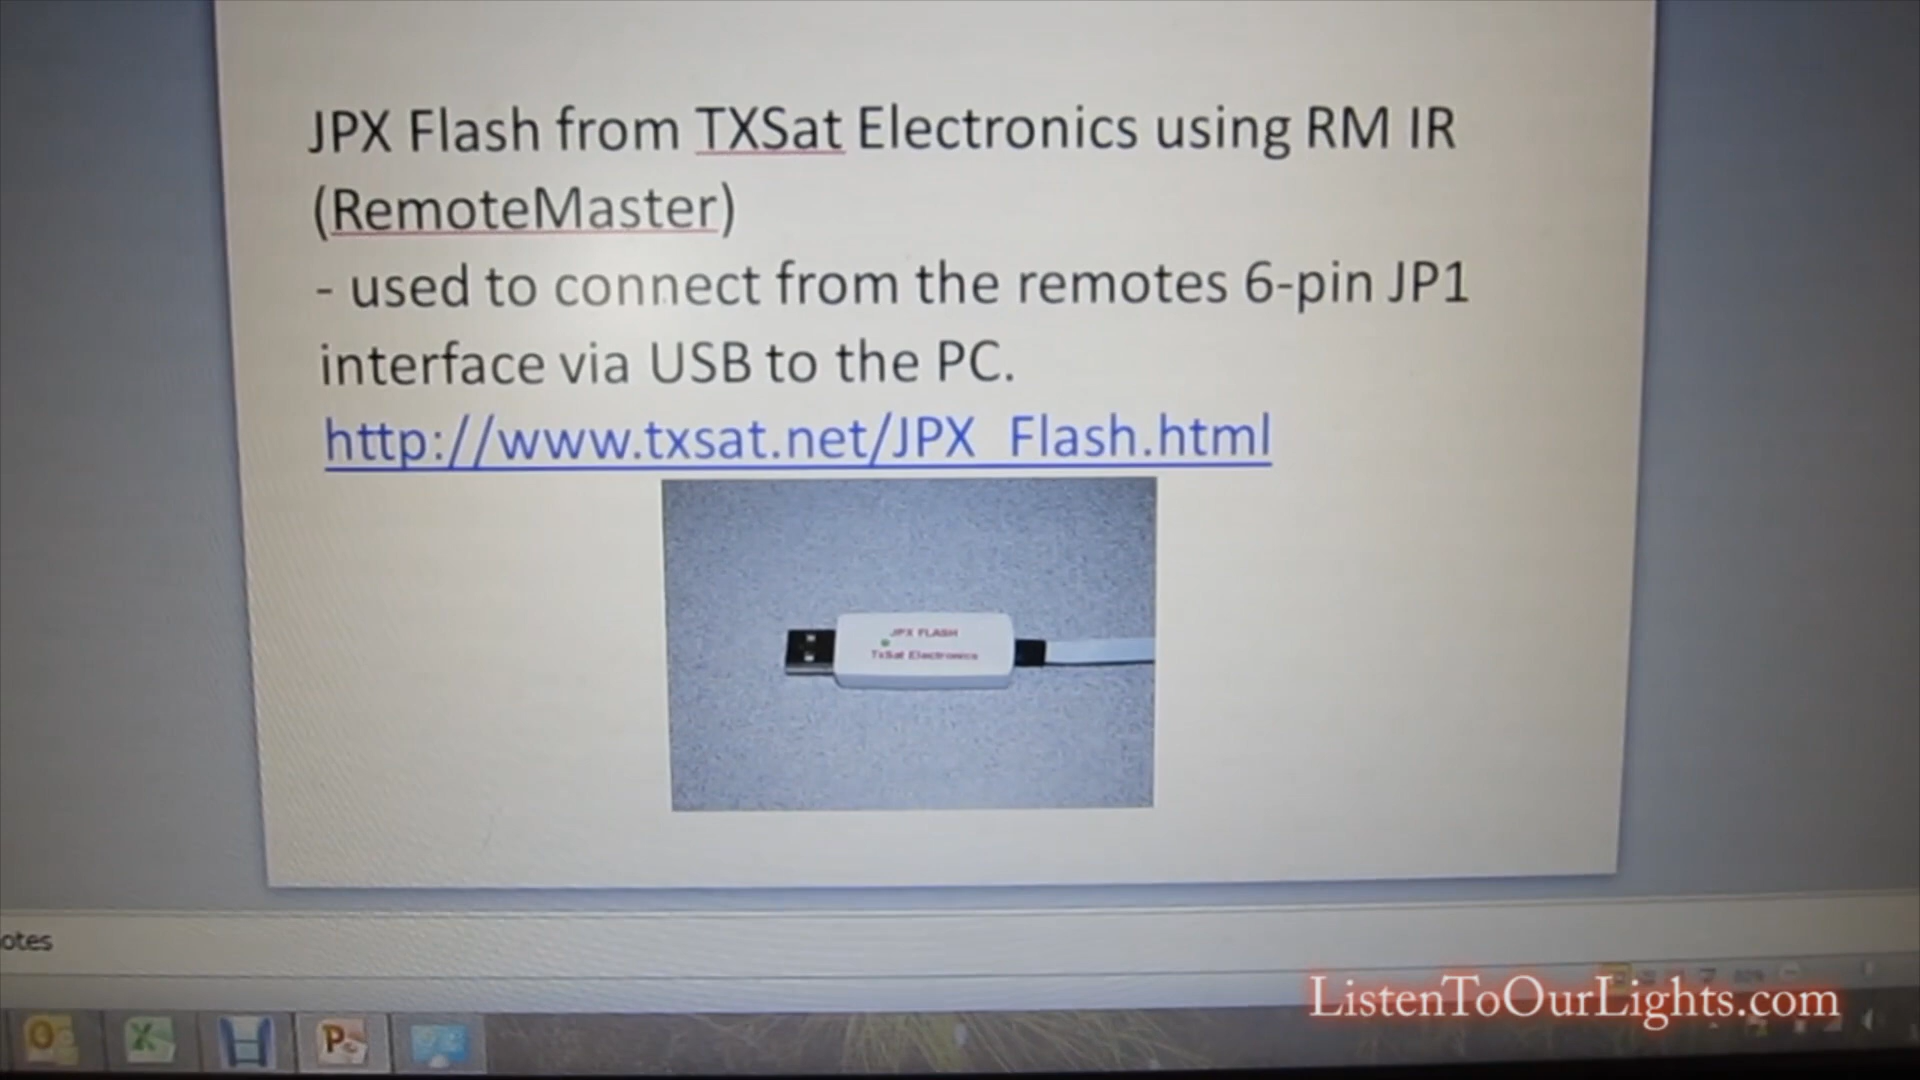 JPX Flash from TXSat Electronics using RM IR
(RemoteMaster)
- used to connect from the remotes 6-pin JP1
interface via USB to the PC.
http://www.txsat.net/JPX_Flash.html
JPX FLASH
TxSat Electronics
otes
ListenToOurLights.com